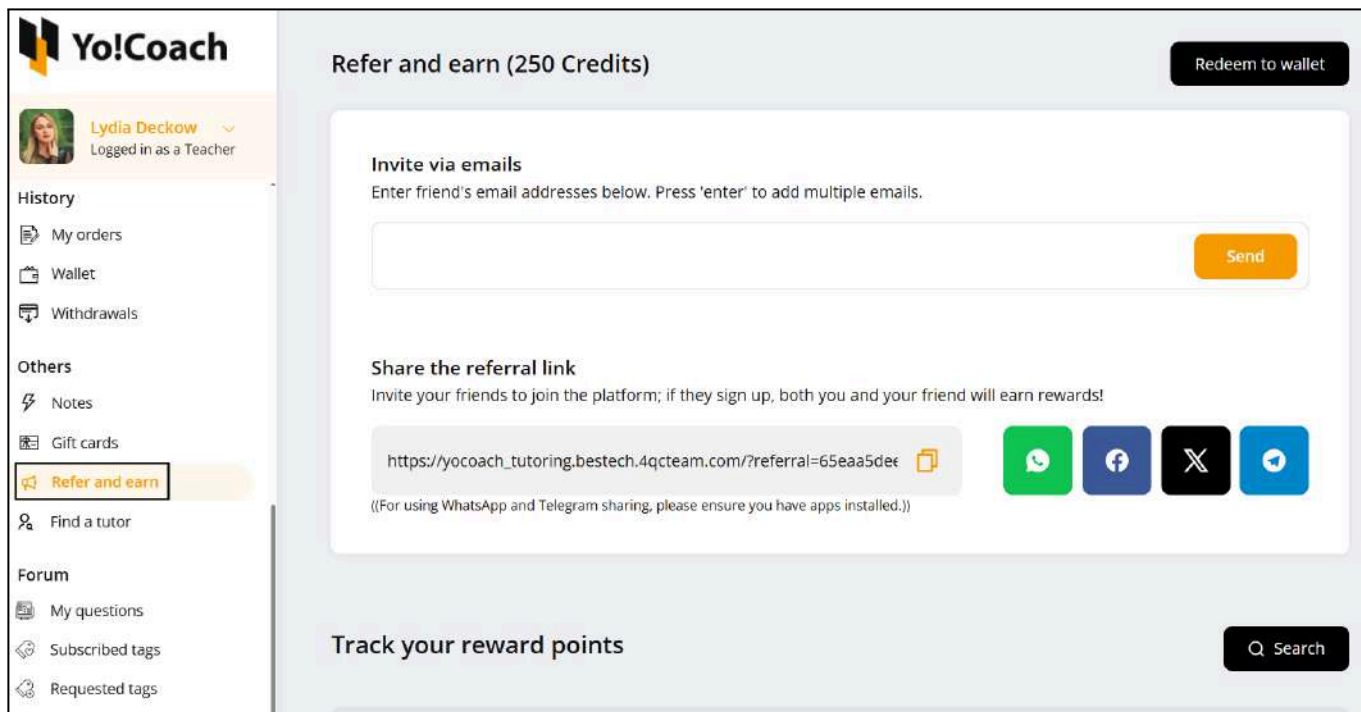 Yo!Coach
Lydia Deckow
Logged in as a Teacher
History
My orders
Wallet
Withdrawals
Others
Notes
Gift cards
Refer and earn
Find a tutor
Forum
My questions
Subscribed tags
Requested tags
Refer and earn (250 Credits)
Redeem to wallet
Invite via emails
Enter friend's email addresses below. Press 'enter' to add multiple emails.
Send
Share the referral link
Invite your friends to join the platform; if they sign up, both you and your friend will earn rewards!
https://yocoach_tutoring.bestech.4qcteam.com/?referral=65eaa5dee
((For using WhatsApp and Telegram sharing, please ensure you have apps installed.))
Track your reward points
Search